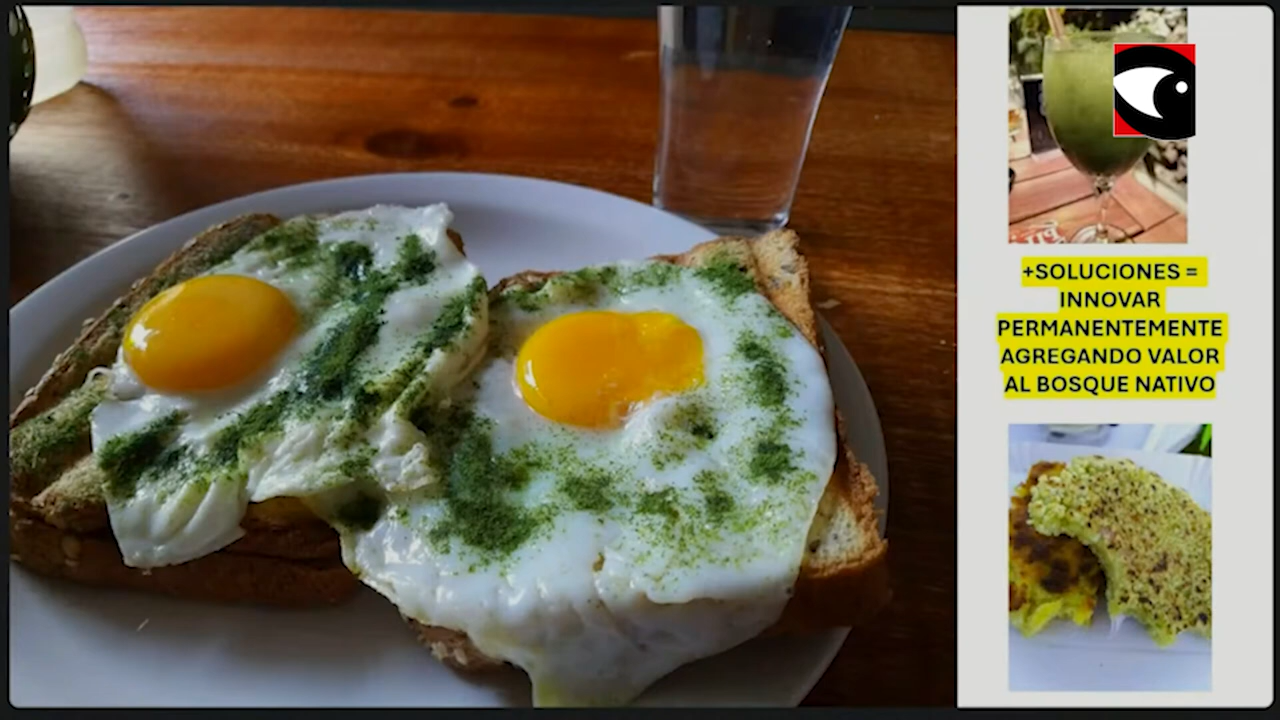 +SOLUCIONES =
INNOVAR
PERMANENTEMENTE
AGREGANDO VALOR
AL BOSQUE NATIVO